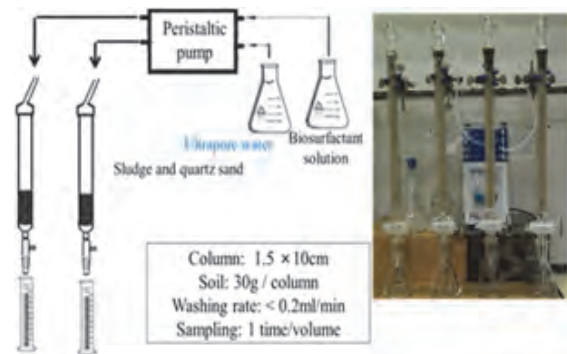 Peristaltic
pump
Ultrapure water
Biosurfactant
solution
Sludge and quartz sand
Column: 1.5 ×10cm
Soil: 30g / column
Washing rate: < 0.2ml/min
Sampling: 1 time/volume